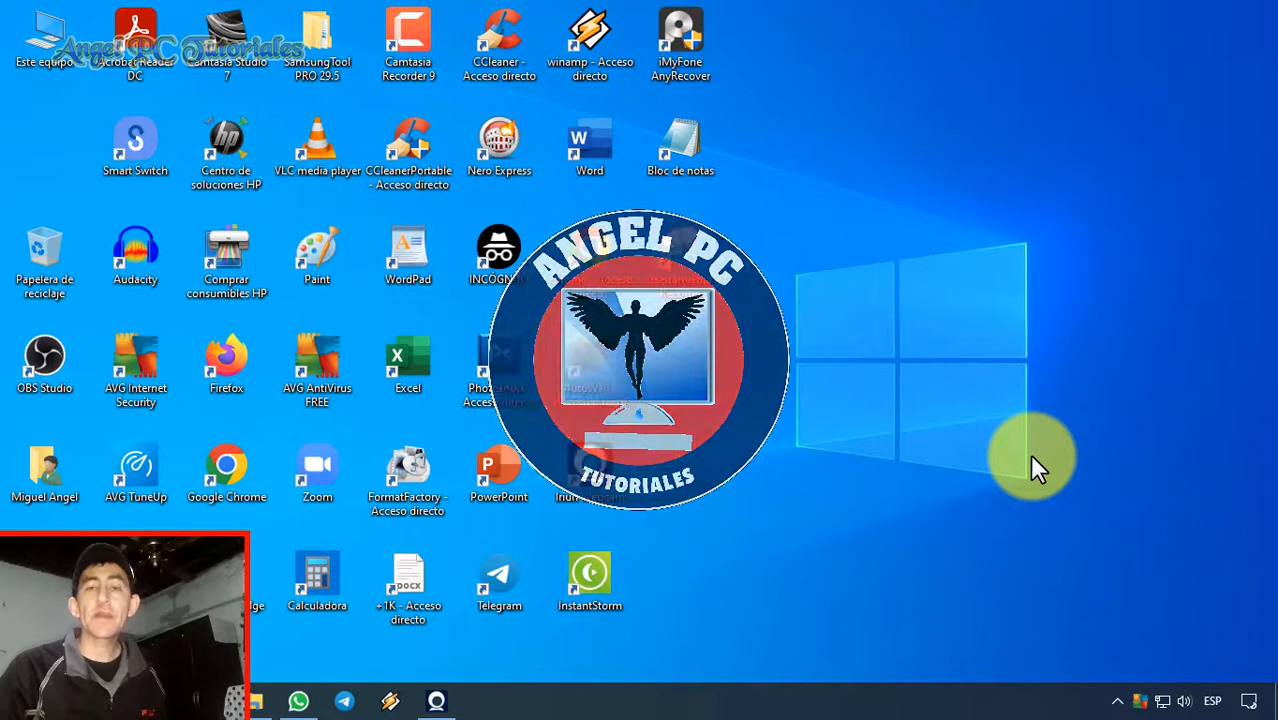 Angel PC Tutoriales
Este equipo
Acrobat Reader
DC
Camtasia Studio
7
SamsungTool
PRO 29.5
Camtasia
Recorder 9
CCleaner -
Acceso directo
winamp - Acceso
directo
iMyFone
AnyRecover
Smart Switch
Centro de
soluciones HP
VLC media player
CCleanerPortable
- Acceso directo
Nero Express
Word
Bloc de notas
Papelera de
reciclaje
Audacity
Comprar
consumibles HP
Paint
WordPad
ANGEL PC
TUTORIALES
OBS Studio
AVG Internet
Security
Firefox
AVG AntiVirus
FREE
Excel
Miguel Angel
AVG TuneUp
Google Chrome
Zoom
FormatFactory -
Acceso directo
PowerPoint
Calculadora
+1K - Acceso
directo
Telegram
InstantStorm
ESP